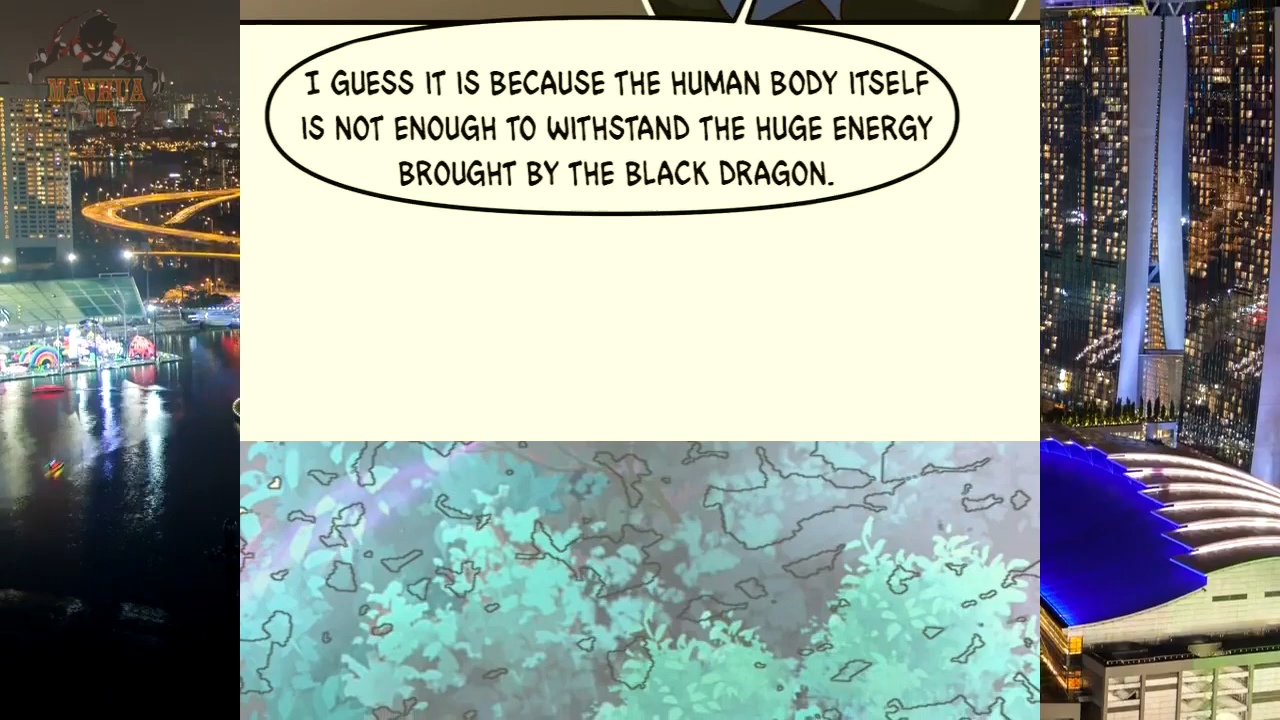 MANHUA
US
I GUESS IT IS BECAUSE THE HUMAN BODY ITSELF
IS NOT ENOUGH TO WITHSTAND THE HUGE ENERGY
BROUGHT BY THE BLACK DRAGON.